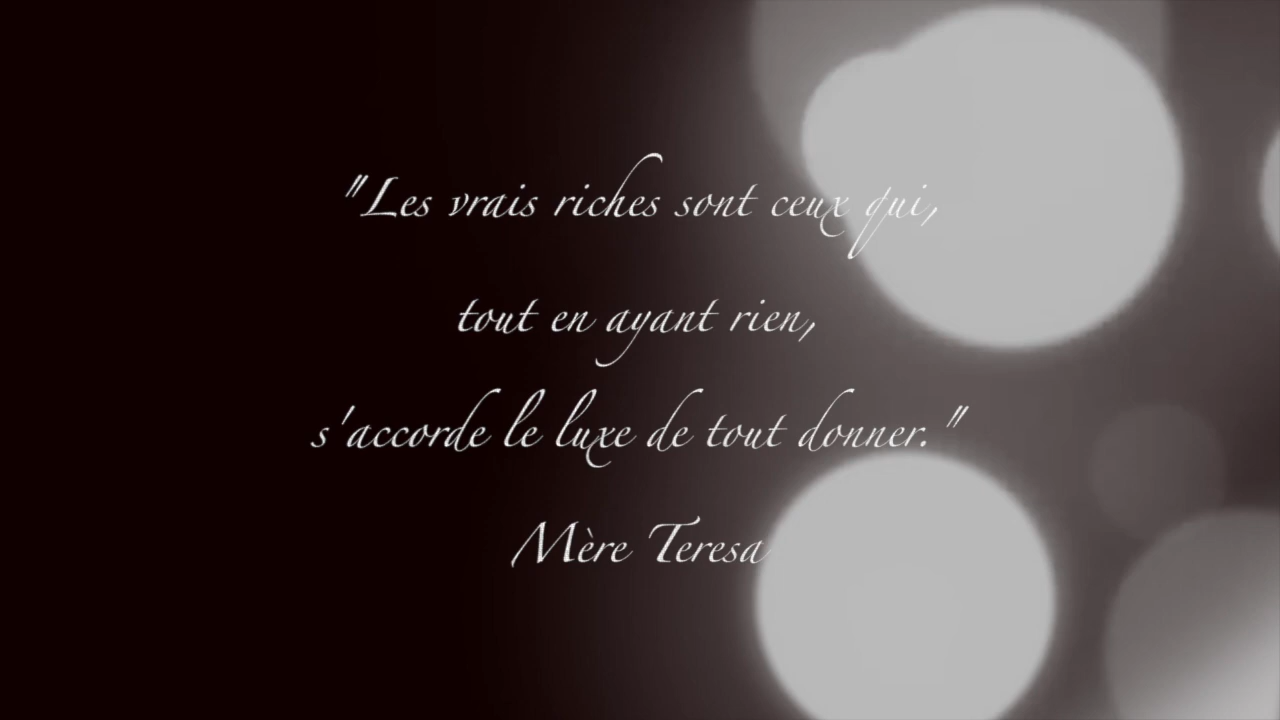 "Les vrais riches sont ceux qui,
tout en ayant rien,
s'accorde le luxe de tout donner."
Mère Teresa